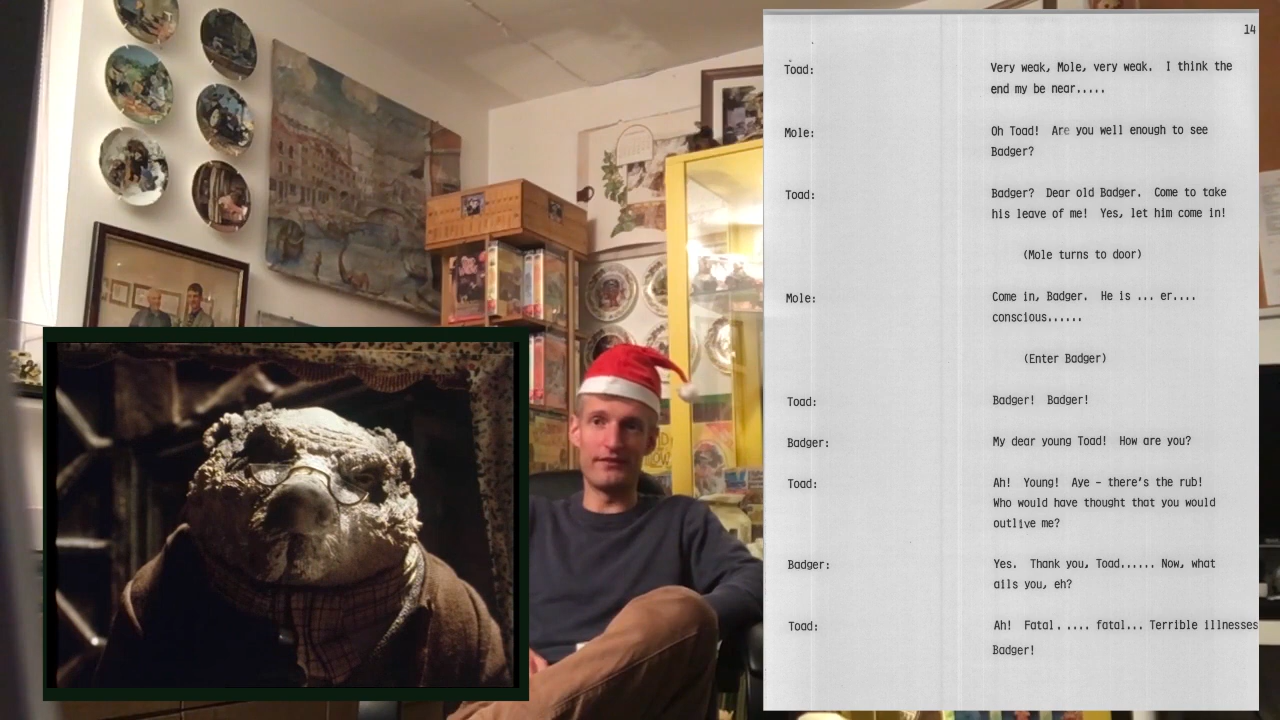 14
Toad: Very weak, Mole, very weak. I think the
end my be near.....
Mole: Oh Toad! Are you well enough to see
Badger?
Toad: Badger? Dear old Badger. Come to take
his leave of me! Yes, let him come in!
(Mole turns to door)
Mole: Come in, Badger. He is ... er....
conscious......
(Enter Badger)
Toad: Badger! Badger!
Badger: My dear young Toad! How are you?
Toad: Ah! Young! Aye - there's the rub!
Who would have thought that you would
outlive me?
Badger: Yes. Thank you, Toad...... Now, what
ails you, eh?
Toad: Ah! Fatal. .... fatal... Terrible illnesses
Badger!